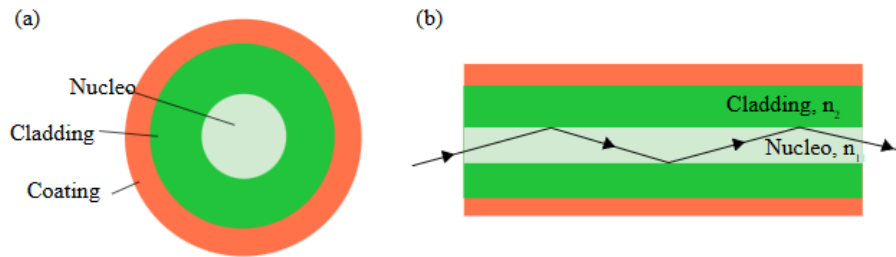 (a)
(b)
Nucleo
Cladding
Coating
Cladding, n₂
Nucleo, n₁